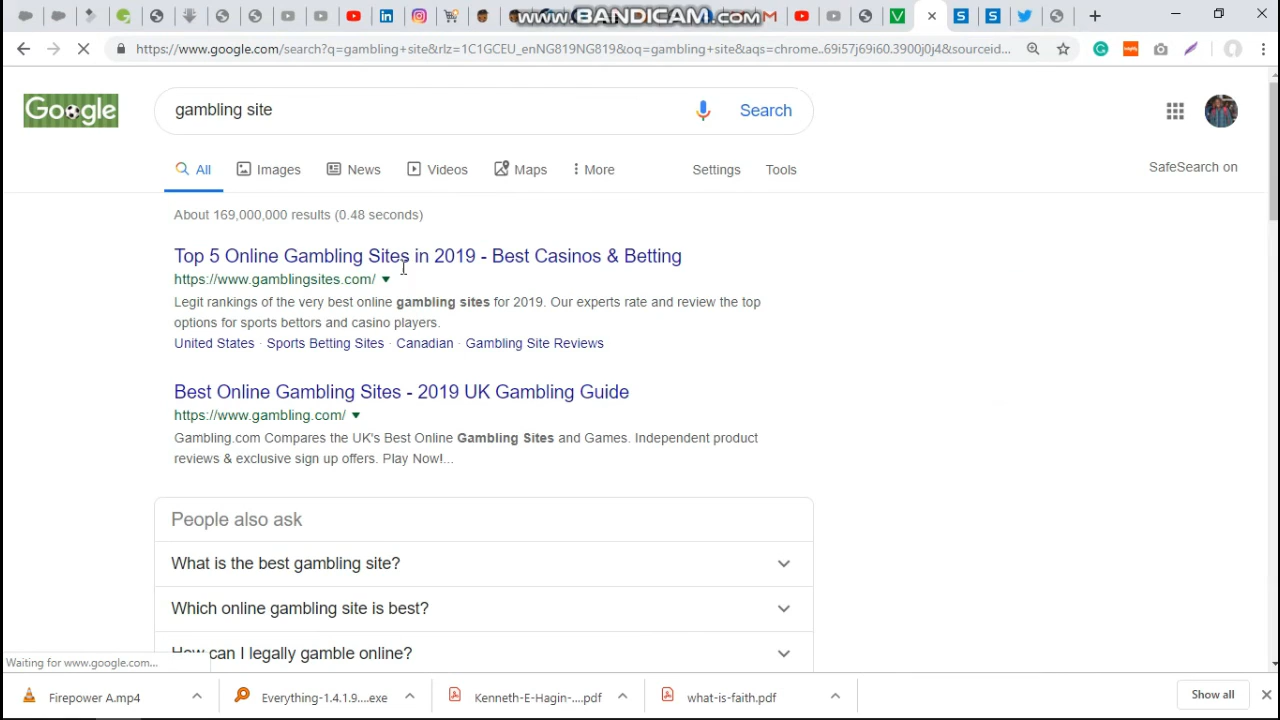 www.BANDICAM.com
https://www.google.com/search?q=gambling+site&rlz=1C1GCEU_enNG819NG819&oq=gambling+site&aqs=chrome..69i57j69i60.3900j0j4&sourceid...
Google
gambling site
Search
All
Images
News
Videos
Maps
More
Settings
Tools
SafeSearch on
About 169,000,000 results (0.48 seconds)
Top 5 Online Gambling Sites in 2019 - Best Casinos & Betting
https://www.gamblingsites.com/
Legit rankings of the very best online gambling sites for 2019. Our experts rate and review the top
options for sports bettors and casino players.
United States · Sports Betting Sites · Canadian · Gambling Site Reviews
Best Online Gambling Sites - 2019 UK Gambling Guide
https://www.gambling.com/
Gambling.com Compares the UK's Best Online Gambling Sites and Games. Independent product
reviews & exclusive sign up offers. Play Now!...
People also ask
What is the best gambling site?
Which online gambling site is best?
How can I legally gamble online?
Waiting for www.google.com...
Firepower A.mp4
Everything-1.4.1.9....exe
Kenneth-E-Hagin-....pdf
what-is-faith.pdf
Show all